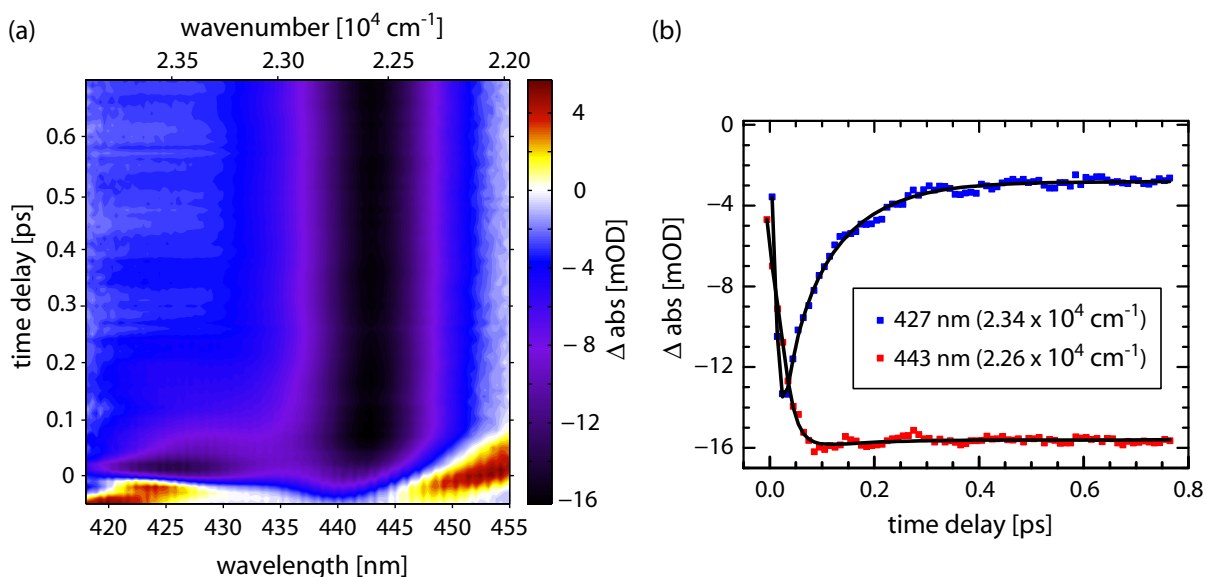 (a)
wavenumber [10⁴ cm⁻¹]
2.35 2.30 2.25 2.20
0.6
0.5
0.4
0.3
0.2
0.1
0
time delay [ps]
420 425 430 435 440 445 450 455
wavelength [nm]
4
0
−4
−8
−12
−16
Δ abs [mOD]
(b)
0
−4
−8
−12
−16
Δ abs [mOD]
427 nm (2.34 x 10⁴ cm⁻¹)
443 nm (2.26 x 10⁴ cm⁻¹)
0.0 0.2 0.4 0.6 0.8
time delay [ps]